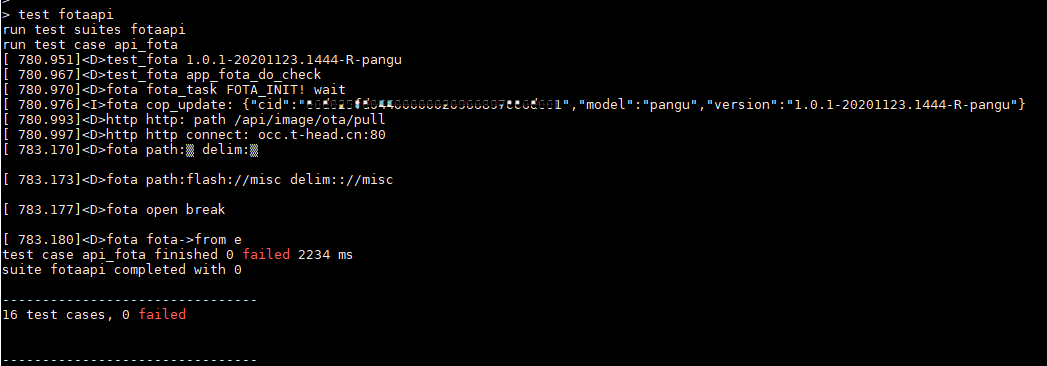 > test fotaapi
run test suites fotaapi
run test case api_fota
[ 780.951]<D>test_fota 1.0.1-20201123.1444-R-pangu
[ 780.967]<D>test_fota app_fota_do_check
[ 780.970]<D>fota fota_task FOTA_INIT! wait
[ 780.976]<I>fota cop_update: {"cid":"","model":"pangu","version":"1.0.1-20201123.1444-R-pangu"}
[ 780.993]<D>http http: path /api/image/ota/pull
[ 780.997]<D>http http connect: occ.t-head.cn:80
[ 783.170]<D>fota path:▒ delim:▒
[ 783.173]<D>fota path:flash://misc delim:://misc
[ 783.177]<D>fota open break
[ 783.180]<D>fota fota->from e
test case api_fota finished 0 failed 2234 ms
suite fotaapi completed with 0
--------------------------------
16 test cases, 0 failed
--------------------------------